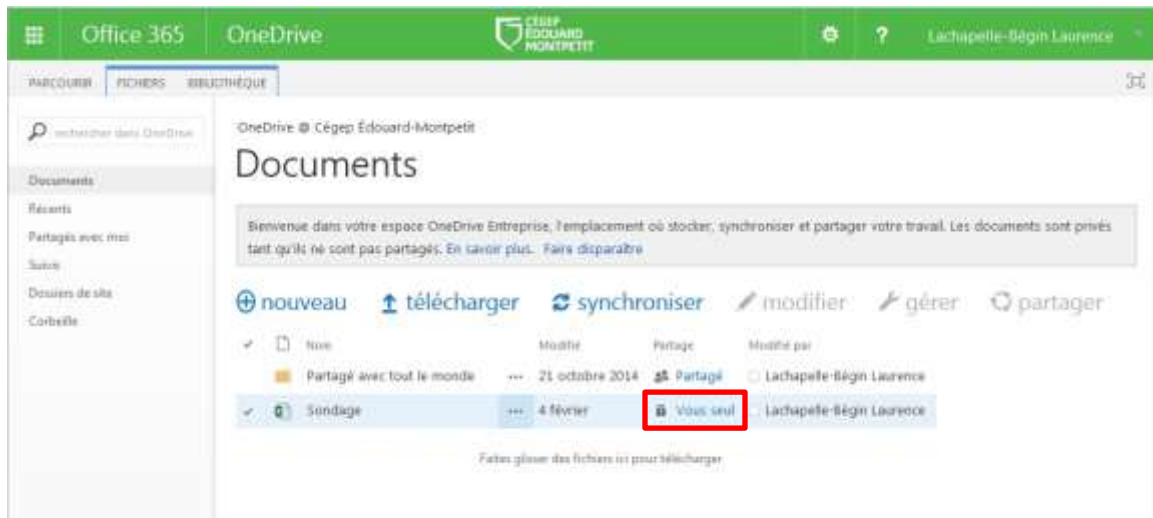 Office 365 OneDrive CÉGEP ÉDOUARD MONTPETIT ? Lachapelle-Bégin Laurence
PARCOURIR FICHIERS BIBLIOTHÈQUE
rechercher dans OneDrive
Documents
Récents
Partagés avec moi
Suivis
Dossiers de site
Corbeille
OneDrive @ Cégep Édouard-Montpetit
Documents
Bienvenue dans votre espace OneDrive Entreprise, l'emplacement où stocker, synchroniser et partager votre travail. Les documents sont privés
tant qu'ils ne sont pas partagés. En savoir plus. Faire disparaître
nouveau télécharger synchroniser modifier gérer partager
Nom Modifié Partage Modifié par
Partagé avec tout le monde ... 21 octobre 2014 Partagé Lachapelle-Bégin Laurence
Sondage ... 4 février Vous seul Lachapelle-Bégin Laurence
Faites glisser des fichiers ici pour télécharger